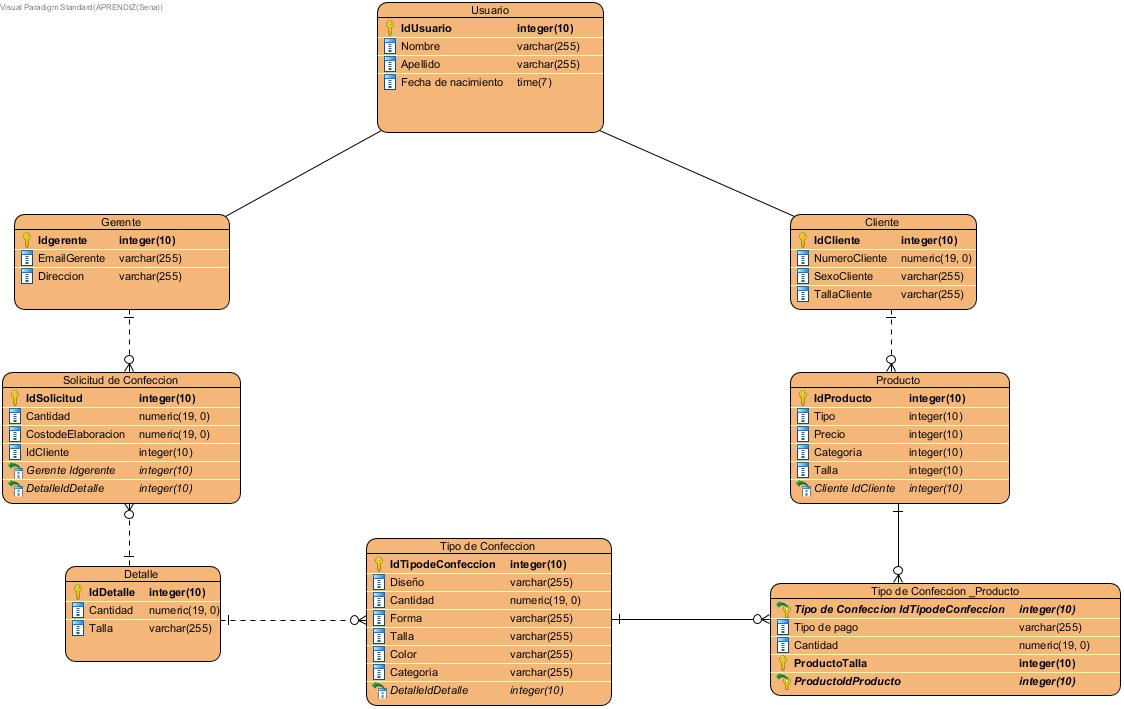 Visual Paradigm Standard(APRENDIZ(Sena))
Usuario
IdUsuario integer(10)
Nombre varchar(255)
Apellido varchar(255)
Fecha de nacimiento time(7)
Gerente
Idgerente integer(10)
EmailGerente varchar(255)
Direccion varchar(255)
Cliente
IdCliente integer(10)
NumeroCliente numeric(19, 0)
SexoCliente varchar(255)
TallaCliente varchar(255)
Solicitud de Confeccion
IdSolicitud integer(10)
Cantidad numeric(19, 0)
CostodeElaboracion numeric(19, 0)
IdCliente integer(10)
Gerente Idgerente integer(10)
DetalleIdDetalle integer(10)
Producto
IdProducto integer(10)
Tipo integer(10)
Precio integer(10)
Categoria integer(10)
Talla integer(10)
Cliente IdCliente integer(10)
Detalle
IdDetalle integer(10)
Cantidad numeric(19, 0)
Talla varchar(255)
Tipo de Confeccion
IdTipodeConfeccion integer(10)
Diseño varchar(255)
Cantidad numeric(19, 0)
Forma varchar(255)
Talla varchar(255)
Color varchar(255)
Categoria varchar(255)
DetalleIdDetalle integer(10)
Tipo de Confeccion _Producto
Tipo de Confeccion IdTipodeConfeccion integer(10)
Tipo de pago varchar(255)
Cantidad numeric(19, 0)
ProductoTalla integer(10)
ProductoIdProducto integer(10)